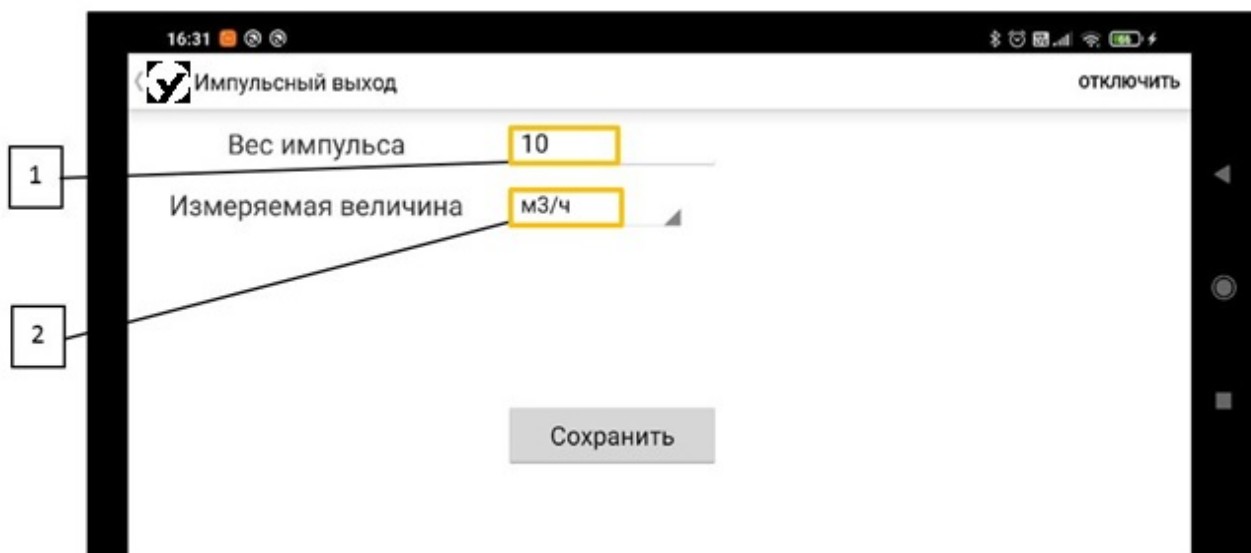 16:31
Импульсный выход
ОТКЛЮЧИТЬ
Вес импульса
10
1
Измеряемая величина
м3/ч
2
Сохранить